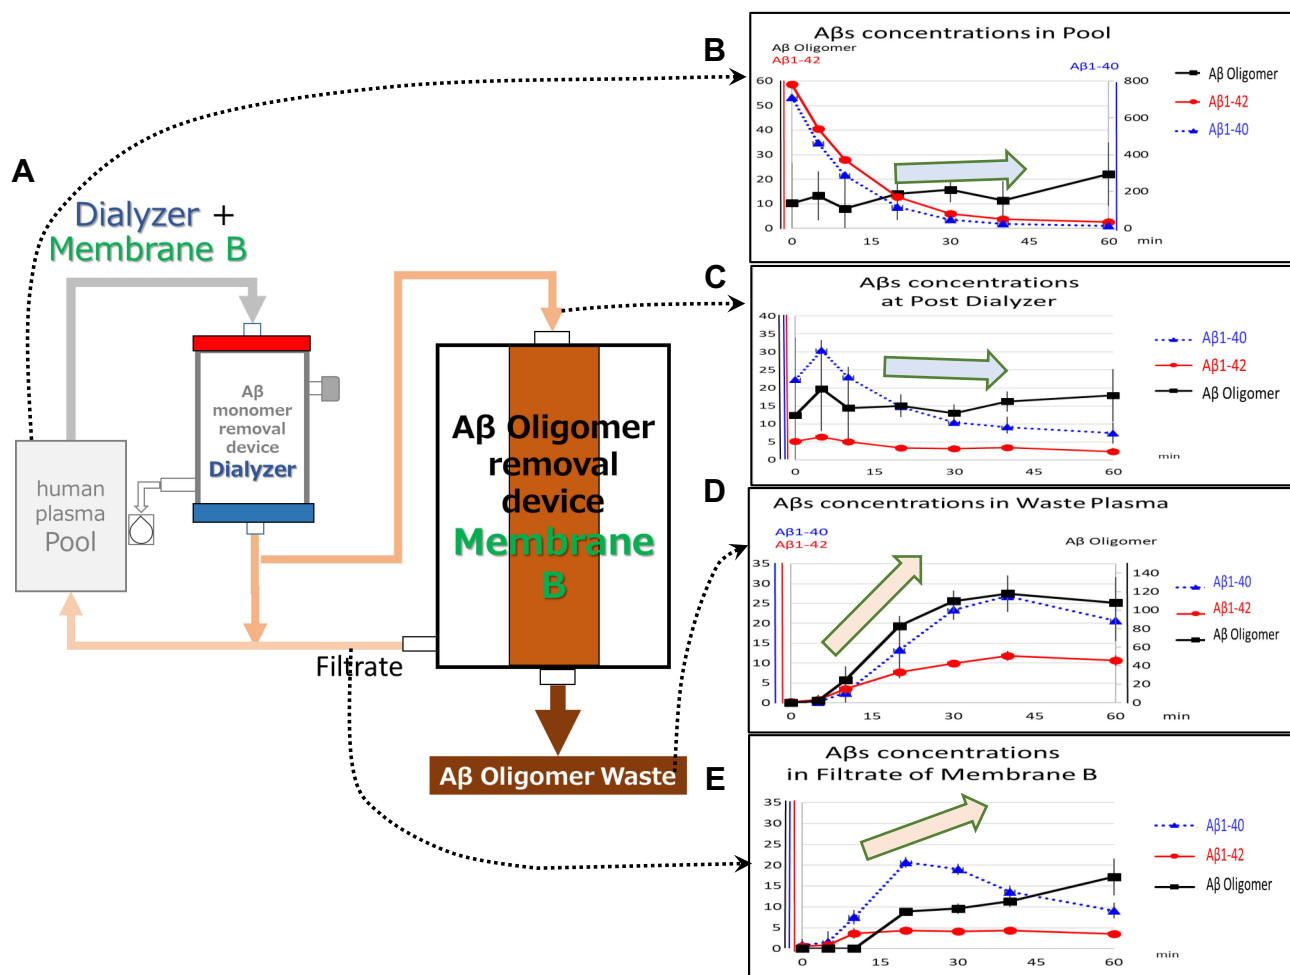 A
Dialyzer +
Membrane B
Aβ
monomer
removal
device
Dialyzer
human
plasma
Pool
Aβ Oligomer
removal
device
Membrane
B
Filtrate
Aβ Oligomer Waste
B
Aβs concentrations in Pool
Aβ Oligomer
Aβ1-42
Aβ1-40
60
50
40
30
20
10
0
800
600
400
200
0
0
15
30
45
60
min
Aβ Oligomer
Aβ1-42
Aβ1-40
C
Aβs concentrations
at Post Dialyzer
40
35
30
25
20
15
10
5
0
0
15
30
45
60
min
Aβ1-40
Aβ1-42
Aβ Oligomer
D
Aβs concentrations in Waste Plasma
Aβ1-40
Aβ1-42
Aβ Oligomer
35
30
25
20
15
10
5
0
140
120
100
80
60
40
20
0
0
15
30
45
60
min
Aβ1-40
Aβ1-42
Aβ Oligomer
E
Aβs concentrations
in Filtrate of Membrane B
35
30
25
20
15
10
5
0
0
15
30
45
60
min
Aβ1-40
Aβ1-42
Aβ Oligomer